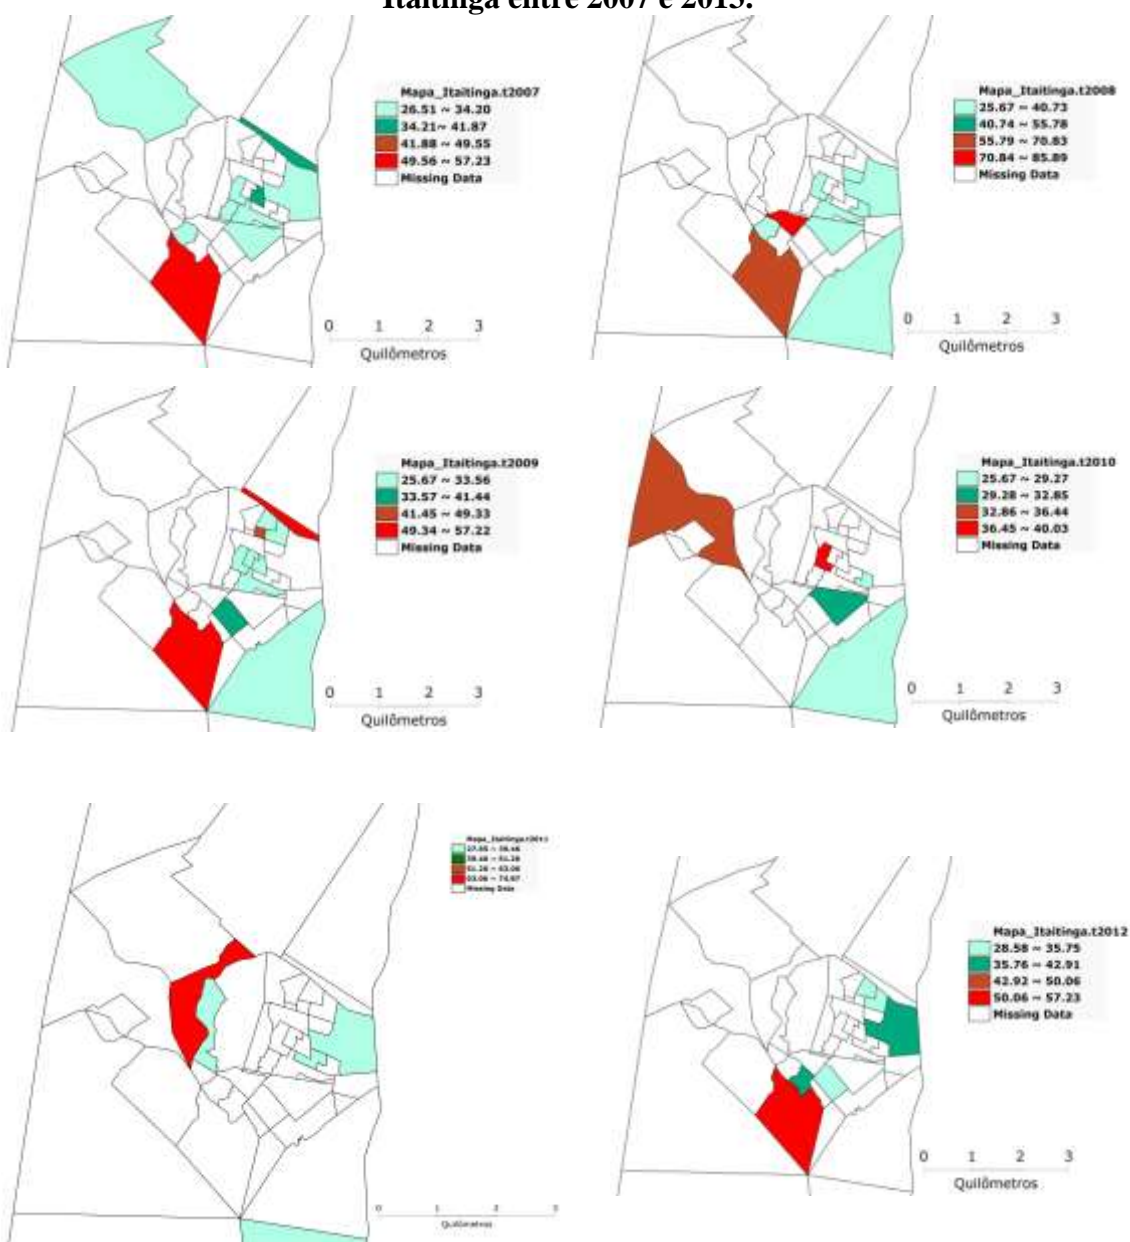 Itaitinga entre 2007 e 2013.
Mapa_Itaitinga.t2007
26.51 ~ 34.20
34.21~ 41.87
41.88 ~ 49.55
49.56 ~ 57.23
Missing Data
0 1 2 3
Quilômetros
Mapa_Itaitinga.t2008
25.67 ~ 40.73
40.74 ~ 55.78
55.79 ~ 70.83
70.84 ~ 85.89
Missing Data
0 1 2 3
Quilômetros
Mapa_Itaitinga.t2009
25.67 ~ 33.56
33.57 ~ 41.44
41.45 ~ 49.33
49.34 ~ 57.22
Missing Data
0 1 2 3
Quilômetros
Mapa_Itaitinga.t2010
25.67 ~ 29.27
29.28 ~ 32.85
32.86 ~ 36.44
36.45 ~ 40.03
Missing Data
0 1 2 3
Quilômetros
Missing Data
0 1 2 3
Quilômetros
Mapa_Itaitinga.t2012
28.58 ~ 35.75
35.76 ~ 42.91
42.92 ~ 50.06
50.06 ~ 57.23
Missing Data
0 1 2 3
Quilômetros